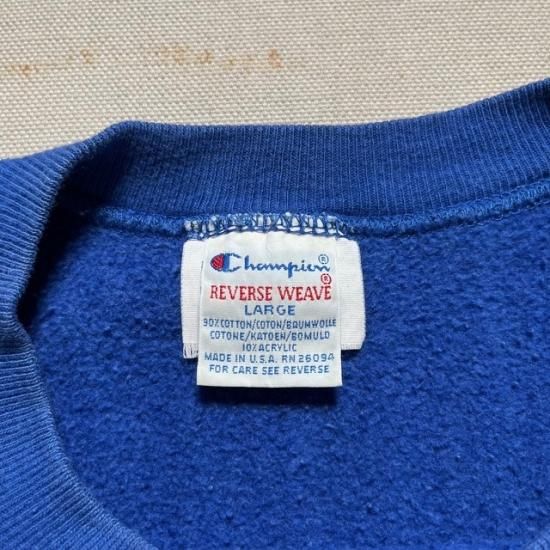 Champion®
REVERSE WEAVE®
LARGE
90% COTTON/COTON/BAUMWOLLE
COTONE/KATOEN/BOMULD
10% ACRYLIC
MADE IN U.S.A. RN 26094
FOR CARE SEE REVERSE